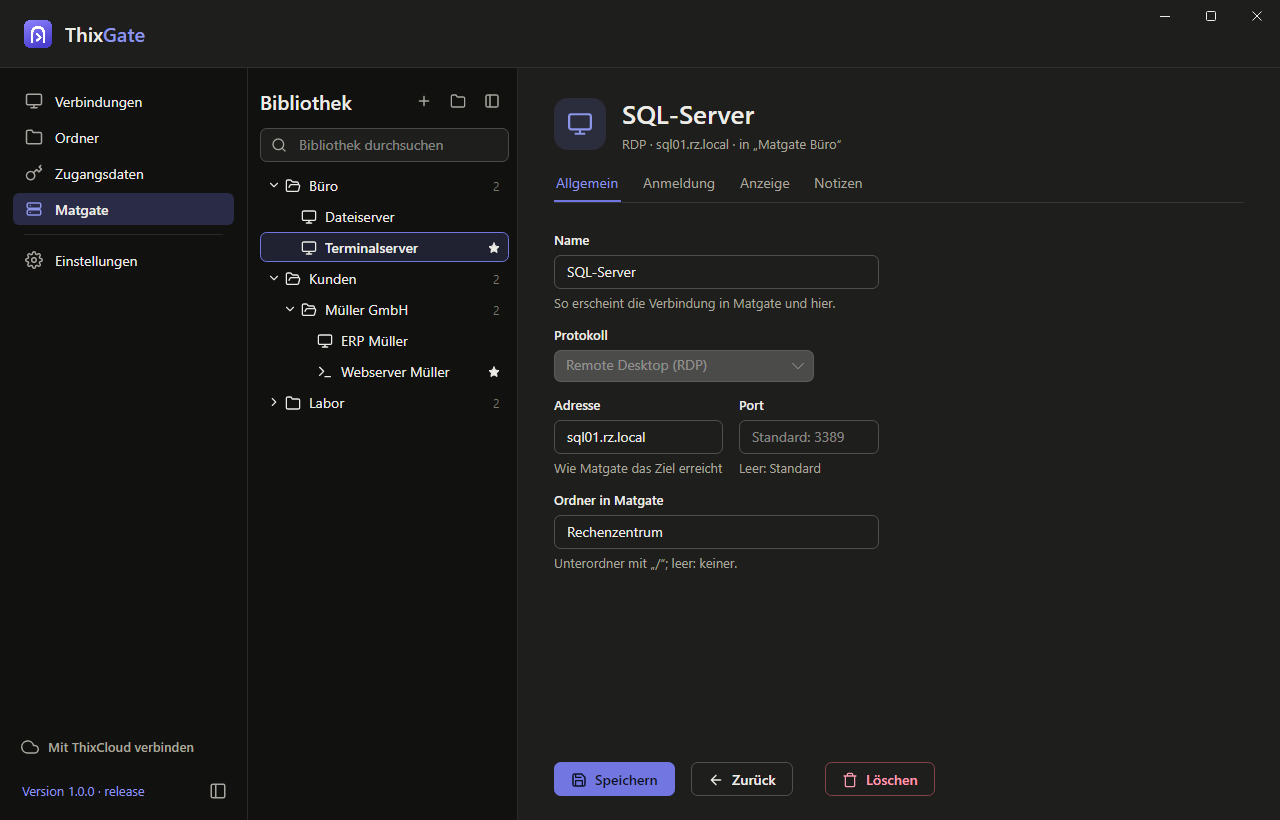 ThixGate
Verbindungen
Ordner
Zugangsdaten
Matgate
Einstellungen
Mit ThixCloud verbinden
Version 1.0.0 · release
Bibliothek
Bibliothek durchsuchen
Büro 2
Dateiserver
Terminalserver
Kunden 2
Müller GmbH 2
ERP Müller
Webserver Müller
Labor 2
SQL-Server
RDP · sql01.rz.local · in „Matgate Büro“
Allgemein Anmeldung Anzeige Notizen
Name
SQL-Server
So erscheint die Verbindung in Matgate und hier.
Protokoll
Remote Desktop (RDP)
Adresse Port
sql01.rz.local Standard: 3389
Wie Matgate das Ziel erreicht Leer: Standard
Ordner in Matgate
Rechenzentrum
Unterordner mit „/“; leer: keiner.
Speichern Zurück Löschen